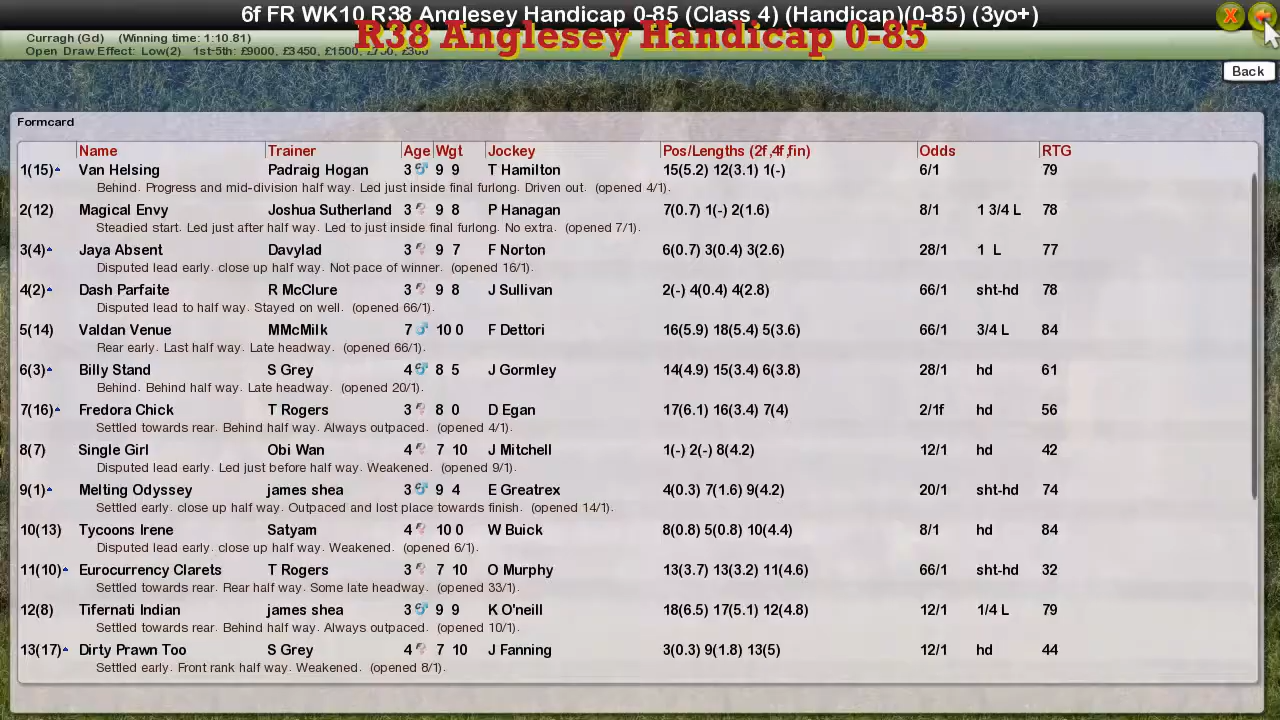 6f FR WK10 R38 Anglesey Handicap 0-85 (Class 4) (Handicap)(0-85) (3yo+)
R38 Anglesey Handicap 0-85
Curragh (Gd) (Winning time: 1:10.81)
Open Draw Effect: Low(2) 1st-5th: £9000, £3450, £1500, £750, £300
X
Back
Formcard
Name Trainer Age Wgt Jockey Pos/Lengths (2f,4f,fin) Odds RTG
1(15) Van Helsing Padraig Hogan 3 9 9 T Hamilton 15(5.2) 12(3.1) 1(-) 6/1 79
Behind. Progress and mid-division half way. Led just inside final furlong. Driven out. (opened 4/1).
2(12) Magical Envy Joshua Sutherland 3 9 8 P Hanagan 7(0.7) 1(-) 2(1.6) 8/1 1 3/4 L 78
Steadied start. Led just after half way. Led to just inside final furlong. No extra. (opened 7/1).
3(4) Jaya Absent Davylad 3 9 7 F Norton 6(0.7) 3(0.4) 3(2.6) 28/1 1 L 77
Disputed lead early. close up half way. Not pace of winner. (opened 16/1).
4(2) Dash Parfaite R McClure 3 9 8 J Sullivan 2(-) 4(0.4) 4(2.8) 66/1 sht-hd 78
Disputed lead to half way. Stayed on well. (opened 66/1).
5(14) Valdan Venue MMcMilk 7 10 0 F Dettori 16(5.9) 18(5.4) 5(3.6) 66/1 3/4 L 84
Rear early. Last half way. Late headway. (opened 66/1).
6(3) Billy Stand S Grey 4 8 5 J Gormley 14(4.9) 15(3.4) 6(3.8) 28/1 hd 61
Behind. Behind half way. Late headway. (opened 20/1).
7(16) Fredora Chick T Rogers 3 8 0 D Egan 17(6.1) 16(3.4) 7(4) 2/1f hd 56
Settled towards rear. Behind half way. Always outpaced. (opened 4/1).
8(7) Single Girl Obi Wan 4 7 10 J Mitchell 1(-) 2(-) 8(4.2) 12/1 hd 42
Disputed lead early. Led just before half way. Weakened. (opened 9/1).
9(1) Melting Odyssey james shea 3 9 4 E Greatrex 4(0.3) 7(1.6) 9(4.2) 20/1 sht-hd 74
Settled early. close up half way. Outpaced and lost place towards finish. (opened 14/1).
10(13) Tycoons Irene Satyam 4 10 0 W Buick 8(0.8) 5(0.8) 10(4.4) 8/1 hd 84
Disputed lead early. close up half way. Weakened. (opened 6/1).
11(10) Eurocurrency Clarets T Rogers 3 7 10 O Murphy 13(3.7) 13(3.2) 11(4.6) 66/1 sht-hd 32
Settled towards rear. Rear half way. Some late headway. (opened 33/1).
12(8) Tifernati Indian james shea 3 9 9 K O'neill 18(6.5) 17(5.1) 12(4.8) 12/1 1/4 L 79
Settled towards rear. Behind half way. Always outpaced. (opened 10/1).
13(17) Dirty Prawn Too S Grey 4 7 10 J Fanning 3(0.3) 9(1.8) 13(5) 12/1 hd 44
Settled early. Front rank half way. Weakened. (opened 8/1).